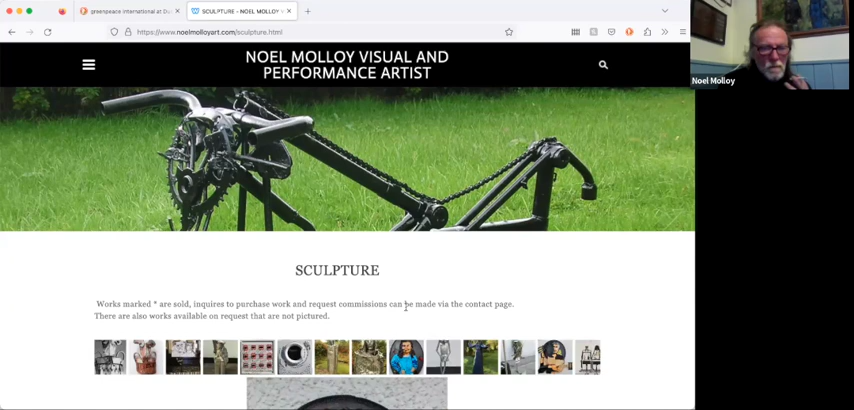 greenpeace international at Du
SCULPTURE - NOEL MOLLOY V
https://www.noelmolloyart.com/sculpture.html
NOEL MOLLOY VISUAL AND
PERFORMANCE ARTIST
Noel Molloy
SCULPTURE
Works marked * are sold, inquires to purchase work and request commissions can be made via the contact page.
There are also works available on request that are not pictured.